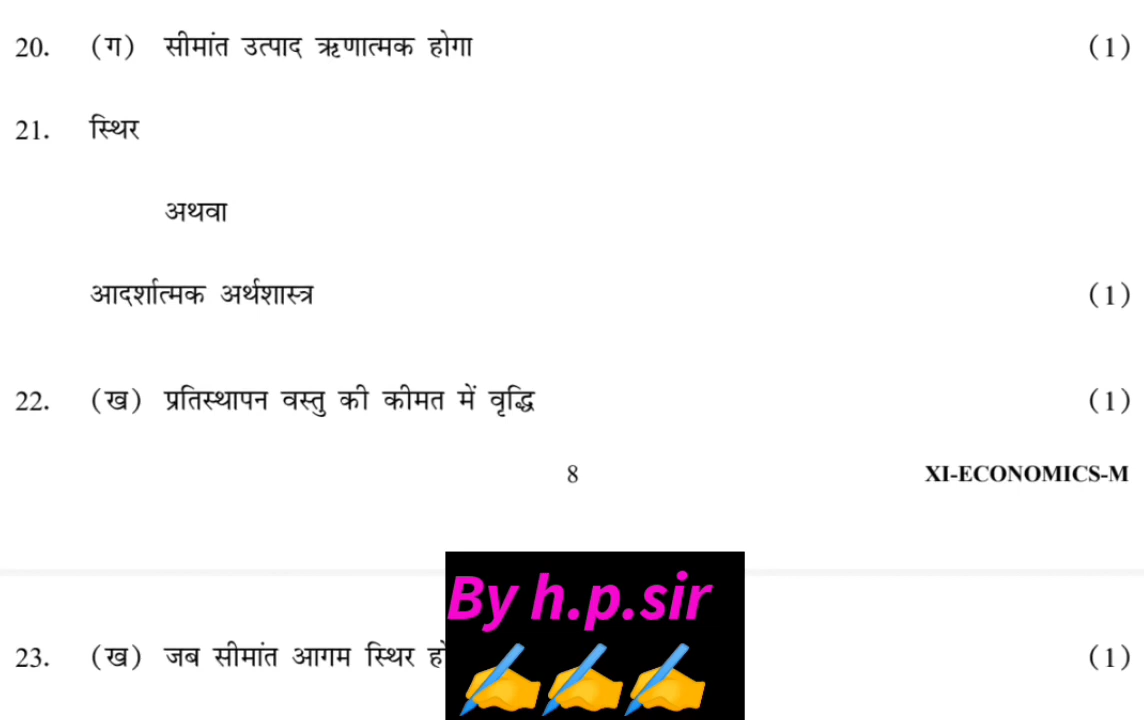 20. (ग) सीमांत उत्पाद ऋणात्मक होगा (1)
21. स्थिर
अथवा
आदर्शात्मक अर्थशास्त्र (1)
22. (ख) प्रतिस्थापन वस्तु की कीमत में वृद्धि (1)
8 XI-ECONOMICS-M
By h.p.sir
23. (ख) जब सीमांत आगम स्थिर (1)